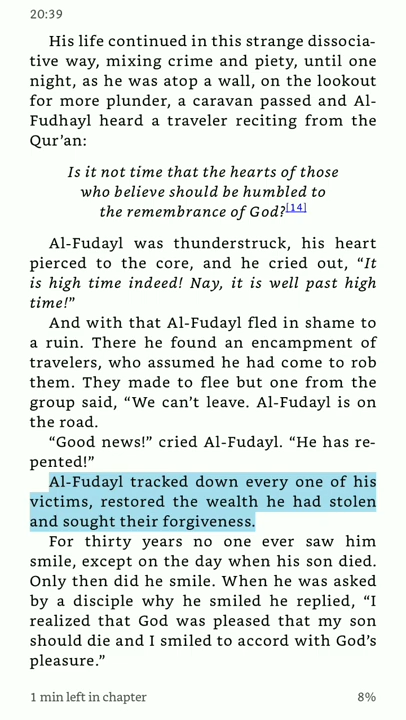 20:39
His life continued in this strange dissocia-
tive way, mixing crime and piety, until one
night, as he was atop a wall, on the lookout
for more plunder, a caravan passed and Al-
Fudhayl heard a traveler reciting from the
Qur’an:
Is it not time that the hearts of those
who believe should be humbled to
the remembrance of God?[14]
Al-Fudayl was thunderstruck, his heart
pierced to the core, and he cried out, “It
is high time indeed! Nay, it is well past high
time!”
And with that Al-Fudayl fled in shame to
a ruin. There he found an encampment of
travelers, who assumed he had come to rob
them. They made to flee but one from the
group said, “We can’t leave. Al-Fudayl is on
the road.
“Good news!” cried Al-Fudayl. “He has re-
pented!”
Al-Fudayl tracked down every one of his
victims, restored the wealth he had stolen
and sought their forgiveness.
For thirty years no one ever saw him
smile, except on the day when his son died.
Only then did he smile. When he was asked
by a disciple why he smiled he replied, “I
realized that God was pleased that my son
should die and I smiled to accord with God’s
pleasure.”
1 min left in chapter 8%